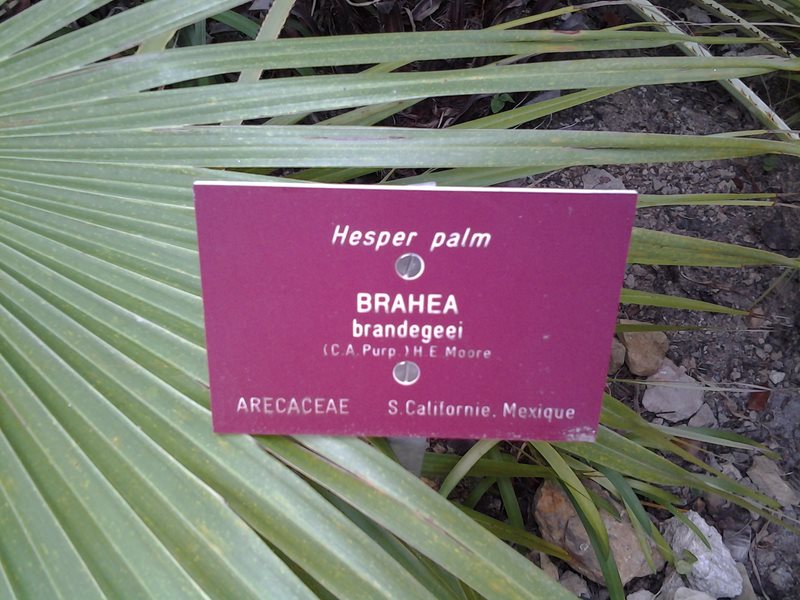 Hesper palm
BRAHEA
brandegeei
(C.A. Purp.) H.E. Moore
ARECACEAE S. Californie, Mexique